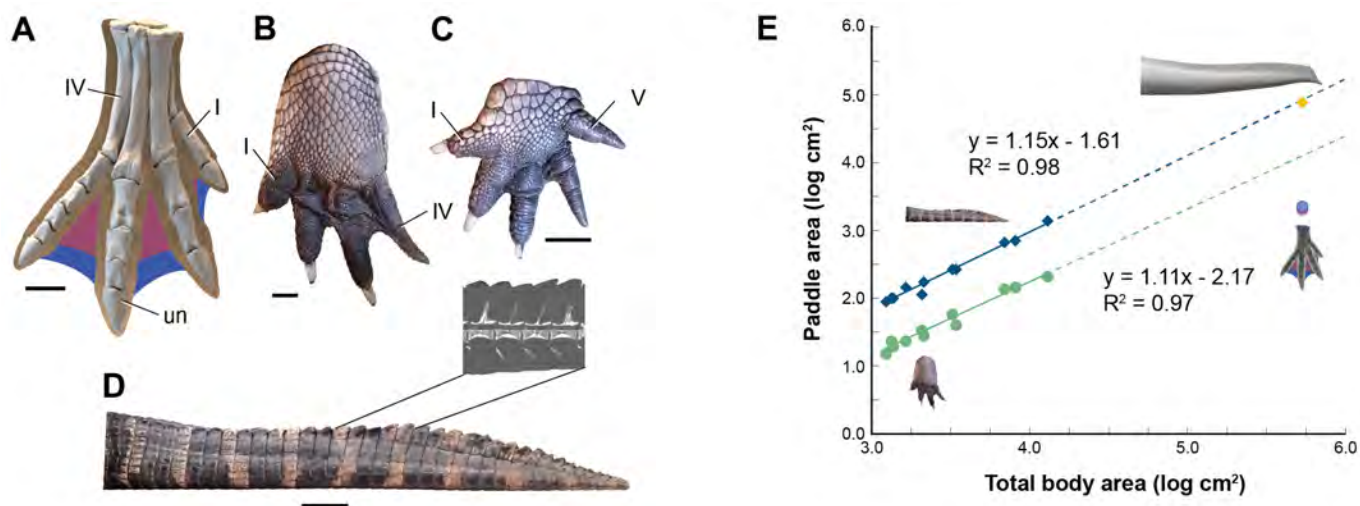 A
IV
I
un
B
I
IV
C
I
V
D
E
Paddle area (log cm²)
6.0
5.0
4.0
3.0
2.0
1.0
0.0
3.0
4.0
5.0
6.0
Total body area (log cm²)
y = 1.15x - 1.61
R² = 0.98
y = 1.11x - 2.17
R² = 0.97